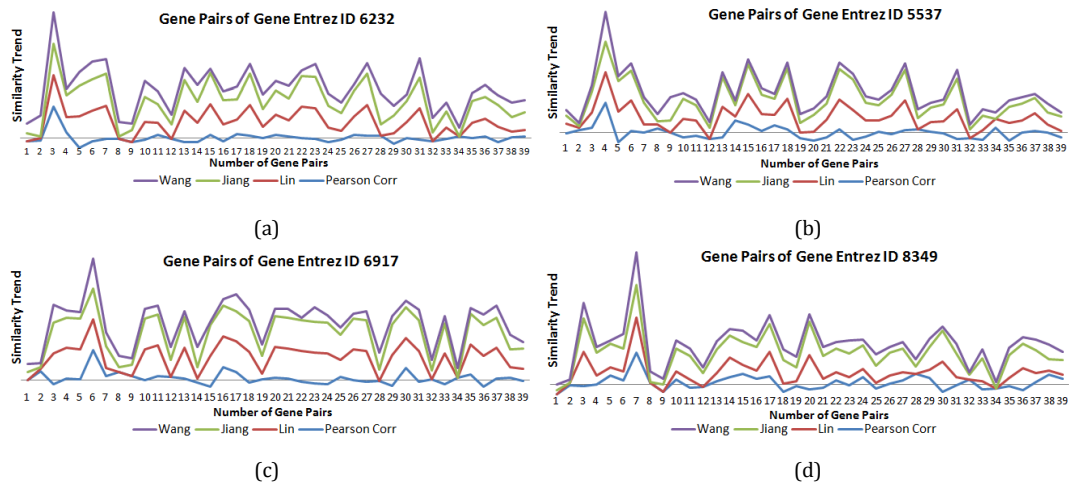 Gene Pairs of Gene Entrez ID 6232
Similarity Trend
1 2 3 4 5 6 7 8 9 10 11 12 13 14 15 16 17 18 19 20 21 22 23 24 25 26 27 28 29 30 31 32 33 34 35 36 37 38 39
Number of Gene Pairs
Wang Jiang Lin Pearson Corr
(a)
Gene Pairs of Gene Entrez ID 5537
Similarity Trend
1 2 3 4 5 6 7 8 9 10 11 12 13 14 15 16 17 18 19 20 21 22 23 24 25 26 27 28 29 30 31 32 33 34 35 36 37 38 39
Number of Gene Pairs
Wang Jiang Lin Pearson Corr
(b)
Gene Pairs of Gene Entrez ID 6917
Similarity Trend
1 2 3 4 5 6 7 8 9 10 11 12 13 14 15 16 17 18 19 20 21 22 23 24 25 26 27 28 29 30 31 32 33 34 35 36 37 38 39
Number of Gene Pairs
Wang Jiang Lin Pearson Corr
(c)
Gene Pairs of Gene Entrez ID 8349
Similarity Trend
1 2 3 4 5 6 7 8 9 10 11 12 13 14 15 16 17 18 19 20 21 22 23 24 25 26 27 28 29 30 31 32 33 34 35 36 37 38 39
Number of Gene Pairs
Wang Jiang Lin Pearson Corr
(d)